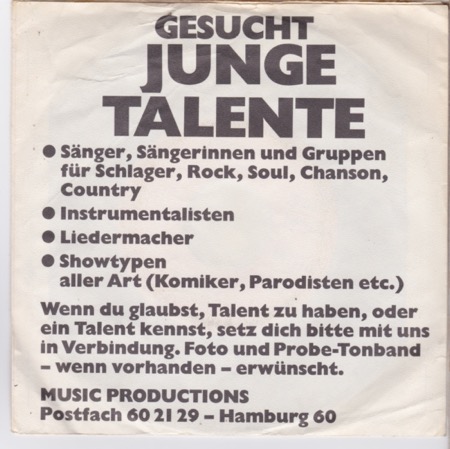 GESUCHT
JUNGE
TALENTE
● Sänger, Sängerinnen und Gruppen
für Schlager, Rock, Soul, Chanson,
Country
● Instrumentalisten
● Liedermacher
● Showtypen
aller Art (Komiker, Parodisten etc.)
Wenn du glaubst, Talent zu haben, oder
ein Talent kennst, setz dich bitte mit uns
in Verbindung. Foto und Probe-Tonband
– wenn vorhanden – erwünscht.
MUSIC PRODUCTIONS
Postfach 60 21 29 – Hamburg 60